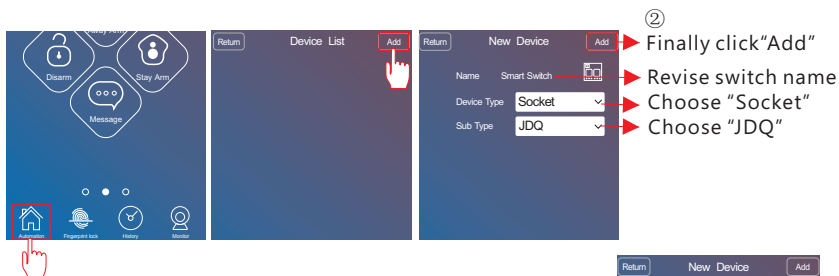 Away Arm
Disarm
Stay Arm
Message
Automation
Fingerprint lock
History
Monitor
Return
Device List
Add
Return
New Device
Add
Name Smart Switch
Device Type Socket
Sub Type JDQ
②
Finally click“Add”
Revise switch name
Choose “Socket”
Choose “JDQ”
Return
New Device
Add